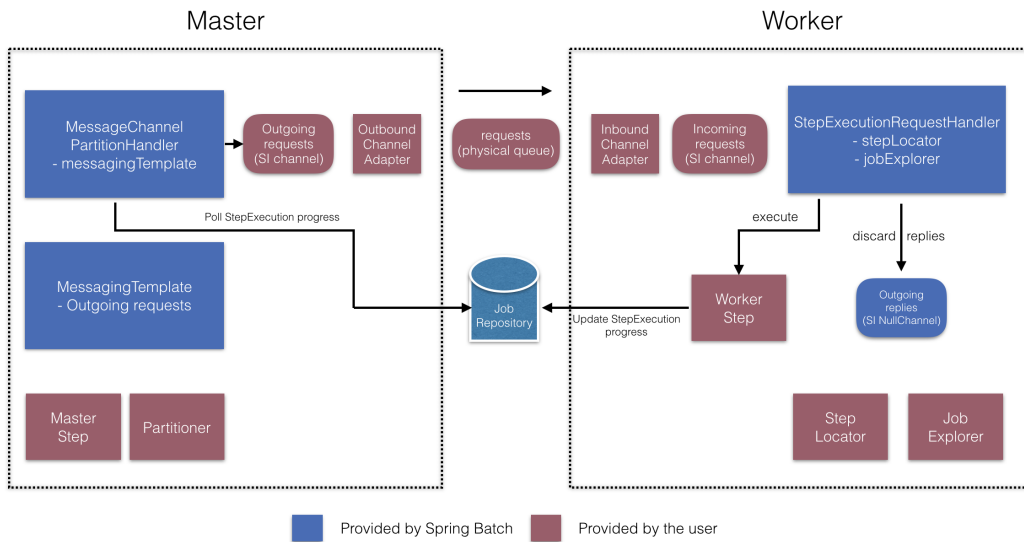 Master
Worker
MessageChannel
PartitionHandler
- messagingTemplate
Outgoing
requests
(SI channel)
Outbound
Channel
Adapter
requests
(physical queue)
Inbound
Channel
Adapter
Incoming
requests
(SI channel)
StepExecutionRequestHandler
- stepLocator
- jobExplorer
Poll StepExecution progress
execute
discard replies
MessagingTemplate
- Outgoing requests
Job
Repository
Update StepExecution
progress
Worker
Step
Outgoing
replies
(SI NullChannel)
Master
Step
Partitioner
Step
Locator
Job
Explorer
Provided by Spring Batch
Provided by the user